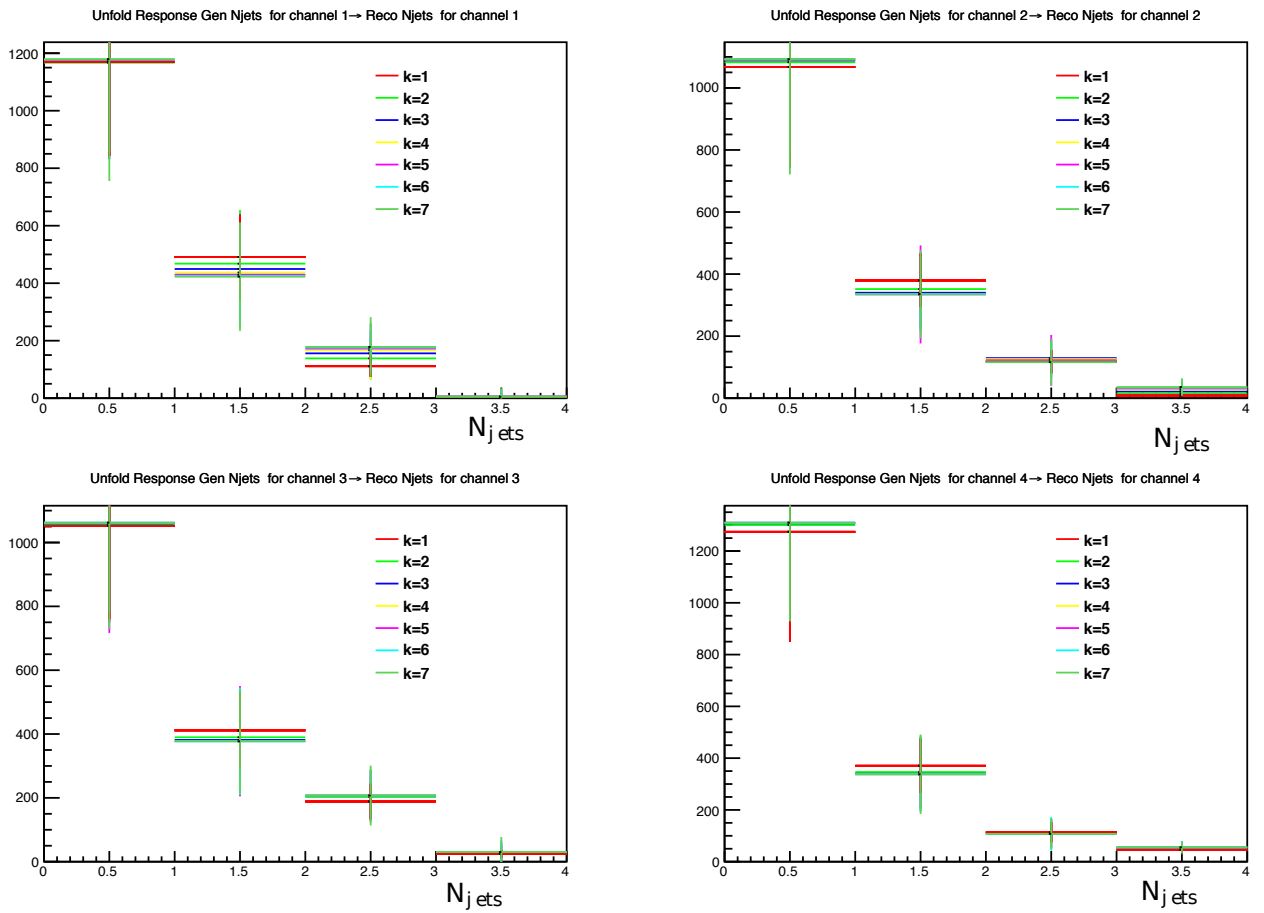 Unfold Response Gen Njets for channel 1→ Reco Njets for channel 1
1200
1000
800
600
400
200
0
k=1
k=2
k=3
k=4
k=5
k=6
k=7
0 0.5 1 1.5 2 2.5 3 3.5 4
Njets
Unfold Response Gen Njets for channel 2→ Reco Njets for channel 2
1000
800
600
400
200
0
k=1
k=2
k=3
k=4
k=5
k=6
k=7
0 0.5 1 1.5 2 2.5 3 3.5 4
Njets
Unfold Response Gen Njets for channel 3→ Reco Njets for channel 3
1000
800
600
400
200
0
k=1
k=2
k=3
k=4
k=5
k=6
k=7
0 0.5 1 1.5 2 2.5 3 3.5 4
Njets
Unfold Response Gen Njets for channel 4→ Reco Njets for channel 4
1200
1000
800
600
400
200
0
k=1
k=2
k=3
k=4
k=5
k=6
k=7
0 0.5 1 1.5 2 2.5 3 3.5 4
Njets